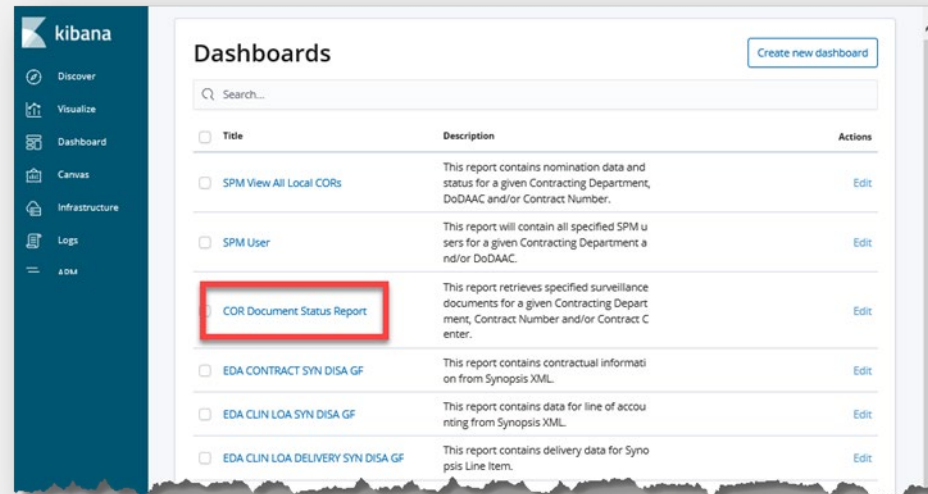 kibana
Discover
Visualize
Dashboard
Canvas
Infrastructure
Logs
APM
Dashboards
Create new dashboard
Search...
Title Description Actions
SPM View All Local CORs
This report contains nomination data and
status for a given Contracting Department,
DoDAAC and/or Contract Number.
Edit
SPM User
This report will contain all specified SPM u
sers for a given Contracting Department a
nd/or DoDAAC.
Edit
COR Document Status Report
This report retrieves specified surveillance
documents for a given Contracting Depart
ment, Contract Number and/or Contract C
enter.
Edit
EDA CONTRACT SYN DISA GF
This report contains contractual informati
on from Synopsis XML.
Edit
EDA CLIN LOA SYN DISA GF
This report contains data for line of accou
nting from Synopsis XML.
Edit
EDA CLIN LOA DELIVERY SYN DISA GF
This report contains delivery data for Syno
psis Line Item.
Edit